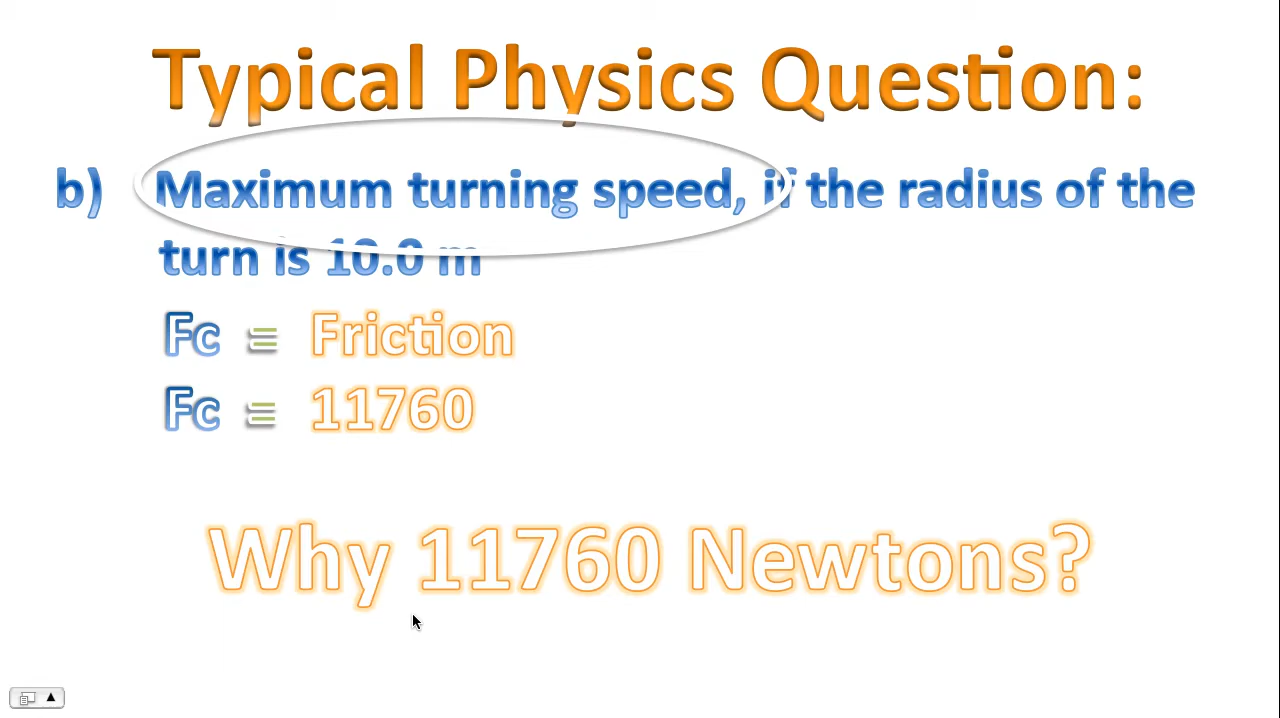 Typical Physics Question:
b) Maximum turning speed, if the radius of the
turn is 10.0 m
Fc = Friction
Fc = 11760
Why 11760 Newtons?